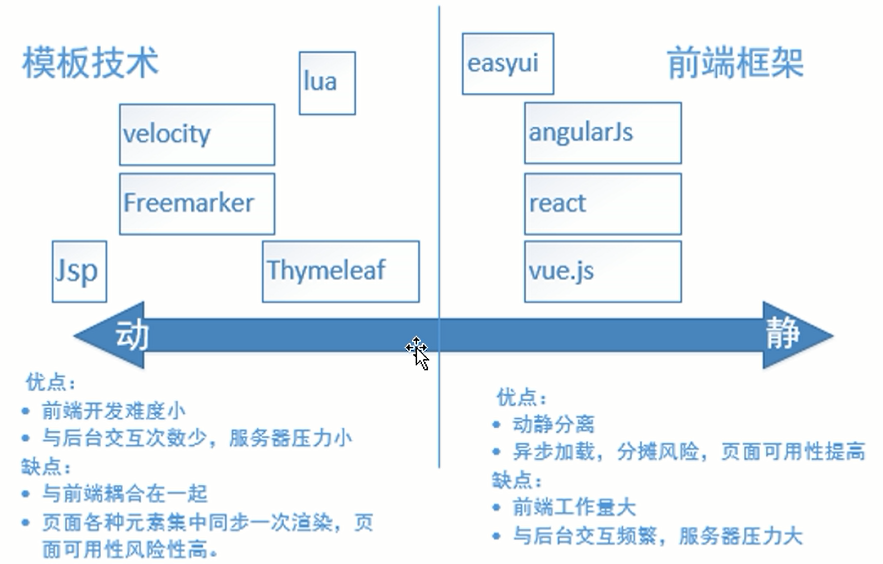 模板技术
lua
velocity
Freemarker
Jsp
Thymeleaf
easyui
前端框架
angularJs
react
vue.js
动
静
优点：
• 前端开发难度小
• 与后台交互次数少，服务器压力小
缺点：
• 与前端耦合在一起
• 页面各种元素集中同步一次渲染，页
面可用性风险性高。
优点：
• 动静分离
• 异步加载，分摊风险，页面可用性提高
缺点：
• 前端工作量大
• 与后台交互频繁，服务器压力大